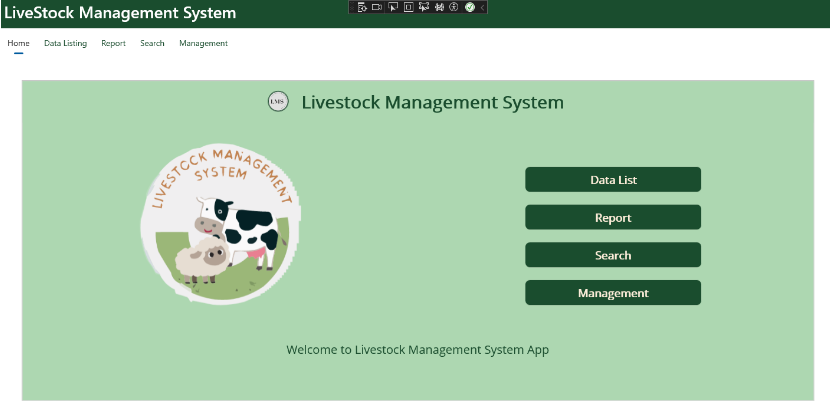 LiveStock Management System
Home Data Listing Report Search Management
LMS Livestock Management System
LIVESTOCK MANAGEMENT
SYSTEM
Data List
Report
Search
Management
Welcome to Livestock Management System App